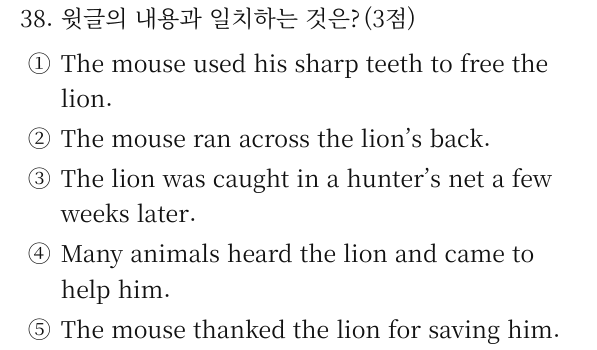 38. 윗글의 내용과 일치하는 것은?(3점)
① The mouse used his sharp teeth to free the
lion.
② The mouse ran across the lion’s back.
③ The lion was caught in a hunter’s net a few
weeks later.
④ Many animals heard the lion and came to
help him.
⑤ The mouse thanked the lion for saving him.